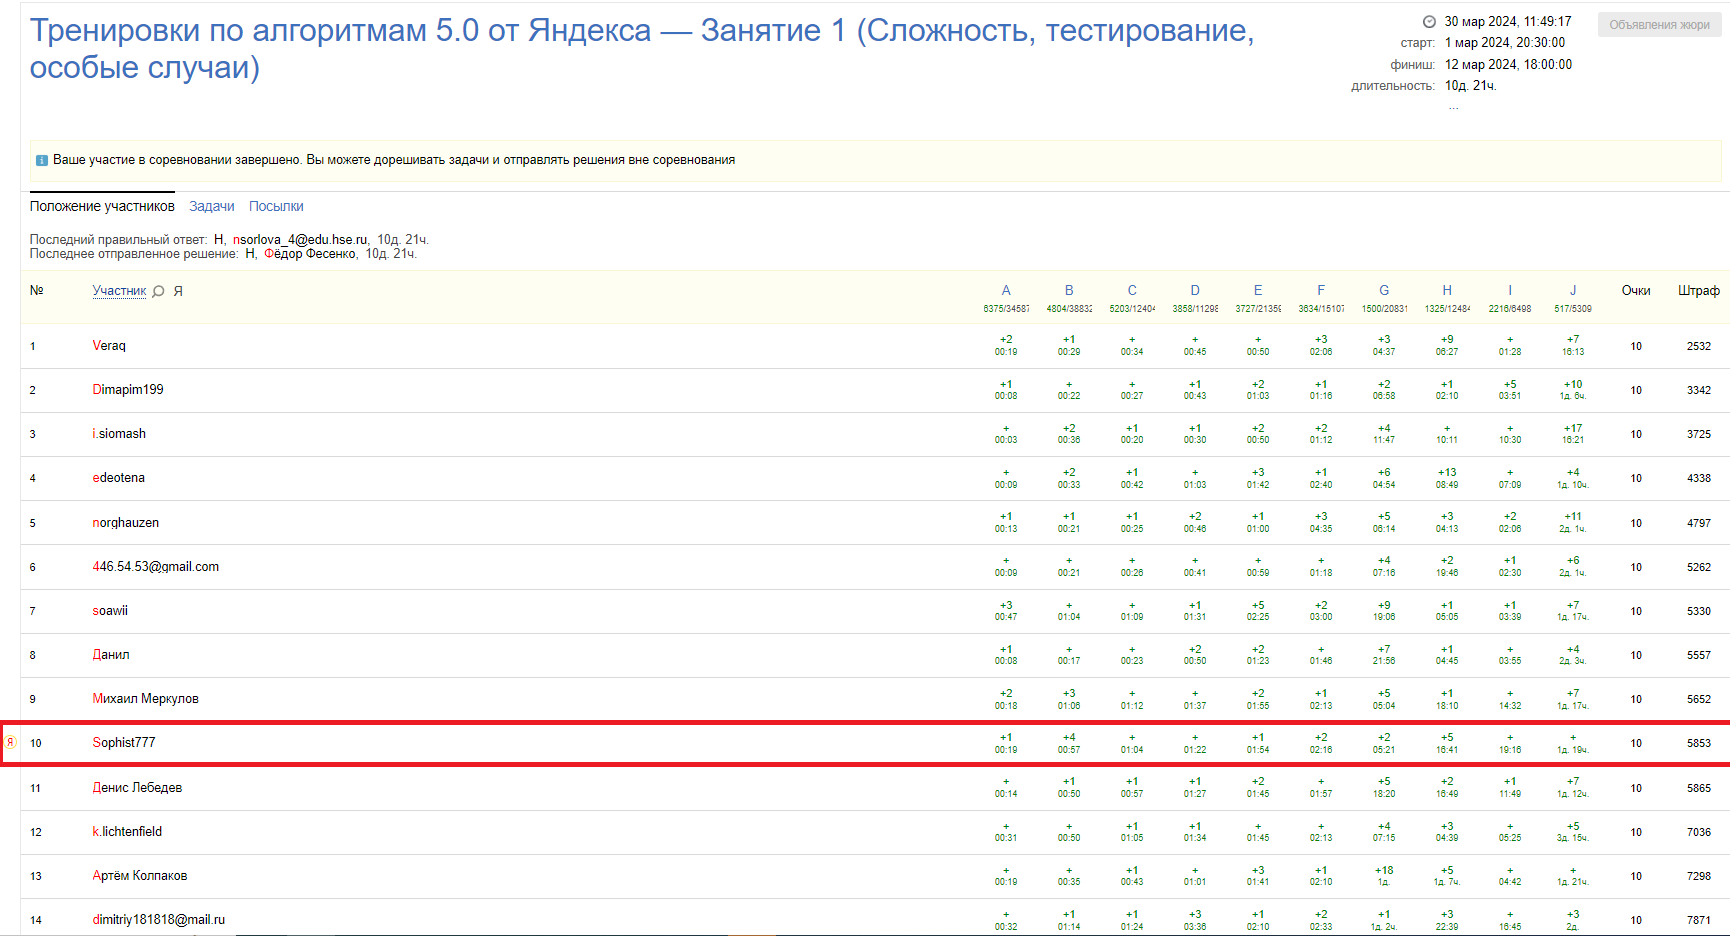 Тренировки по алгоритмам 5.0 от Яндекса — Занятие 1 (Сложность, тестирование,
особые случаи)
30 мар 2024, 11:49:17
старт: 1 мар 2024, 20:30:00
финиш: 12 мар 2024, 18:00:00
длительность: 10д. 21ч.
...
Объявления жюри
Ваше участие в соревновании завершено. Вы можете дорешивать задачи и отправлять решения вне соревнования
Положение участников Задачи Посылки
Последний правильный ответ: H, nsorlova_4@edu.hse.ru, 10д. 21ч.
Последнее отправленное решение: H, Фёдор Фесенко, 10д. 21ч.
№ Участник Я A B C D E F G H I J Очки Штраф
6375/34587 4804/38832 5203/12404 3858/11298 3727/21359 3634/15107 1500/20831 1325/12484 2216/6498 517/5309
1 Veraq +2 +1 + + + +3 +3 +9 + +7 10 2532
00:19 00:29 00:34 00:45 00:50 02:06 04:37 06:27 01:28 16:13
2 Dimapim199 +1 + + +1 +2 +1 +2 +1 +5 +10 10 3342
00:08 00:22 00:27 00:43 01:03 01:16 06:58 02:10 03:51 1д. 6ч.
3 i.siomash + +2 +1 +1 +2 +2 +4 + + +17 10 3725
00:03 00:36 00:20 00:30 00:50 01:12 11:47 10:11 10:30 16:21
4 edeotena + +2 +1 + +3 +1 +6 +13 + +4 10 4338
00:09 00:33 00:42 01:03 01:42 02:40 04:54 08:49 07:09 1д. 10ч.
5 norghauzen +1 +1 +1 +2 +1 +3 +5 +3 +2 +11 10 4797
00:13 00:21 00:25 00:46 01:00 04:35 06:14 04:13 02:06 2д. 1ч.
6 446.54.53@gmail.com + + + + + + +4 +2 +1 +6 10 5262
00:09 00:21 00:26 00:41 00:59 01:18 07:16 19:46 02:30 2д. 1ч.
7 soawii +3 + + +1 +5 +2 +9 +1 +1 +7 10 5330
00:47 01:04 01:09 01:31 02:25 03:00 19:06 05:05 03:39 1д. 17ч.
8 Данил +1 + + +2 +2 + +7 +1 + +4 10 5557
00:08 00:17 00:23 00:50 01:23 01:46 21:56 04:45 03:55 2д. 3ч.
9 Михаил Меркулов +2 +3 + + +2 +1 +5 +1 + +7 10 5652
00:18 01:06 01:12 01:37 01:55 02:13 05:04 18:10 14:32 1д. 17ч.
Я 10 Sophist777 +1 +4 + + +1 +2 +2 +5 + + 10 5853
00:19 00:57 01:04 01:22 01:54 02:16 05:21 16:41 19:16 1д. 19ч.
11 Денис Лебедев + +1 +1 +1 +2 + +5 +2 +1 +7 10 5865
00:14 00:50 00:57 01:27 01:45 01:57 18:20 16:49 11:49 1д. 12ч.
12 k.lichtenfield + + +1 +1 + + +4 +3 + +5 10 7036
00:31 00:50 01:05 01:34 01:45 02:13 07:15 04:39 05:25 3д. 15ч.
13 Артём Колпаков + + +1 + +3 +1 +18 +5 + + 10 7298
00:19 00:35 00:43 01:01 01:41 02:10 1д. 1д. 7ч. 04:42 1д. 21ч.
14 dimitriy181818@mail.ru + +1 +1 +3 +1 +2 +1 +3 + +3 10 7871
00:32 01:14 01:24 03:36 02:10 02:33 1д. 2ч. 22:39 16:45 2д.